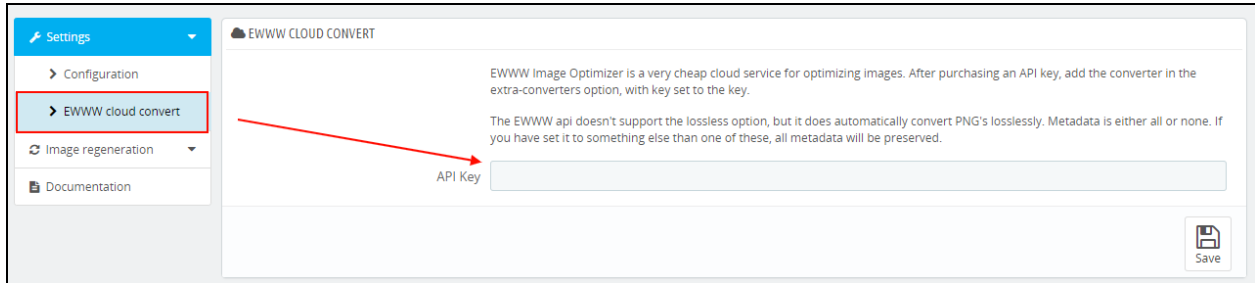 Settings
Configuration
EWWW cloud convert
Image regeneration
Documentation
EWWW CLOUD CONVERT
EWWW Image Optimizer is a very cheap cloud service for optimizing images. After purchasing an API key, add the converter in the
extra-converters option, with key set to the key.
The EWWW api doesn't support the lossless option, but it does automatically convert PNG's losslessly. Metadata is either all or none. If
you have set it to something else than one of these, all metadata will be preserved.
API Key
Save